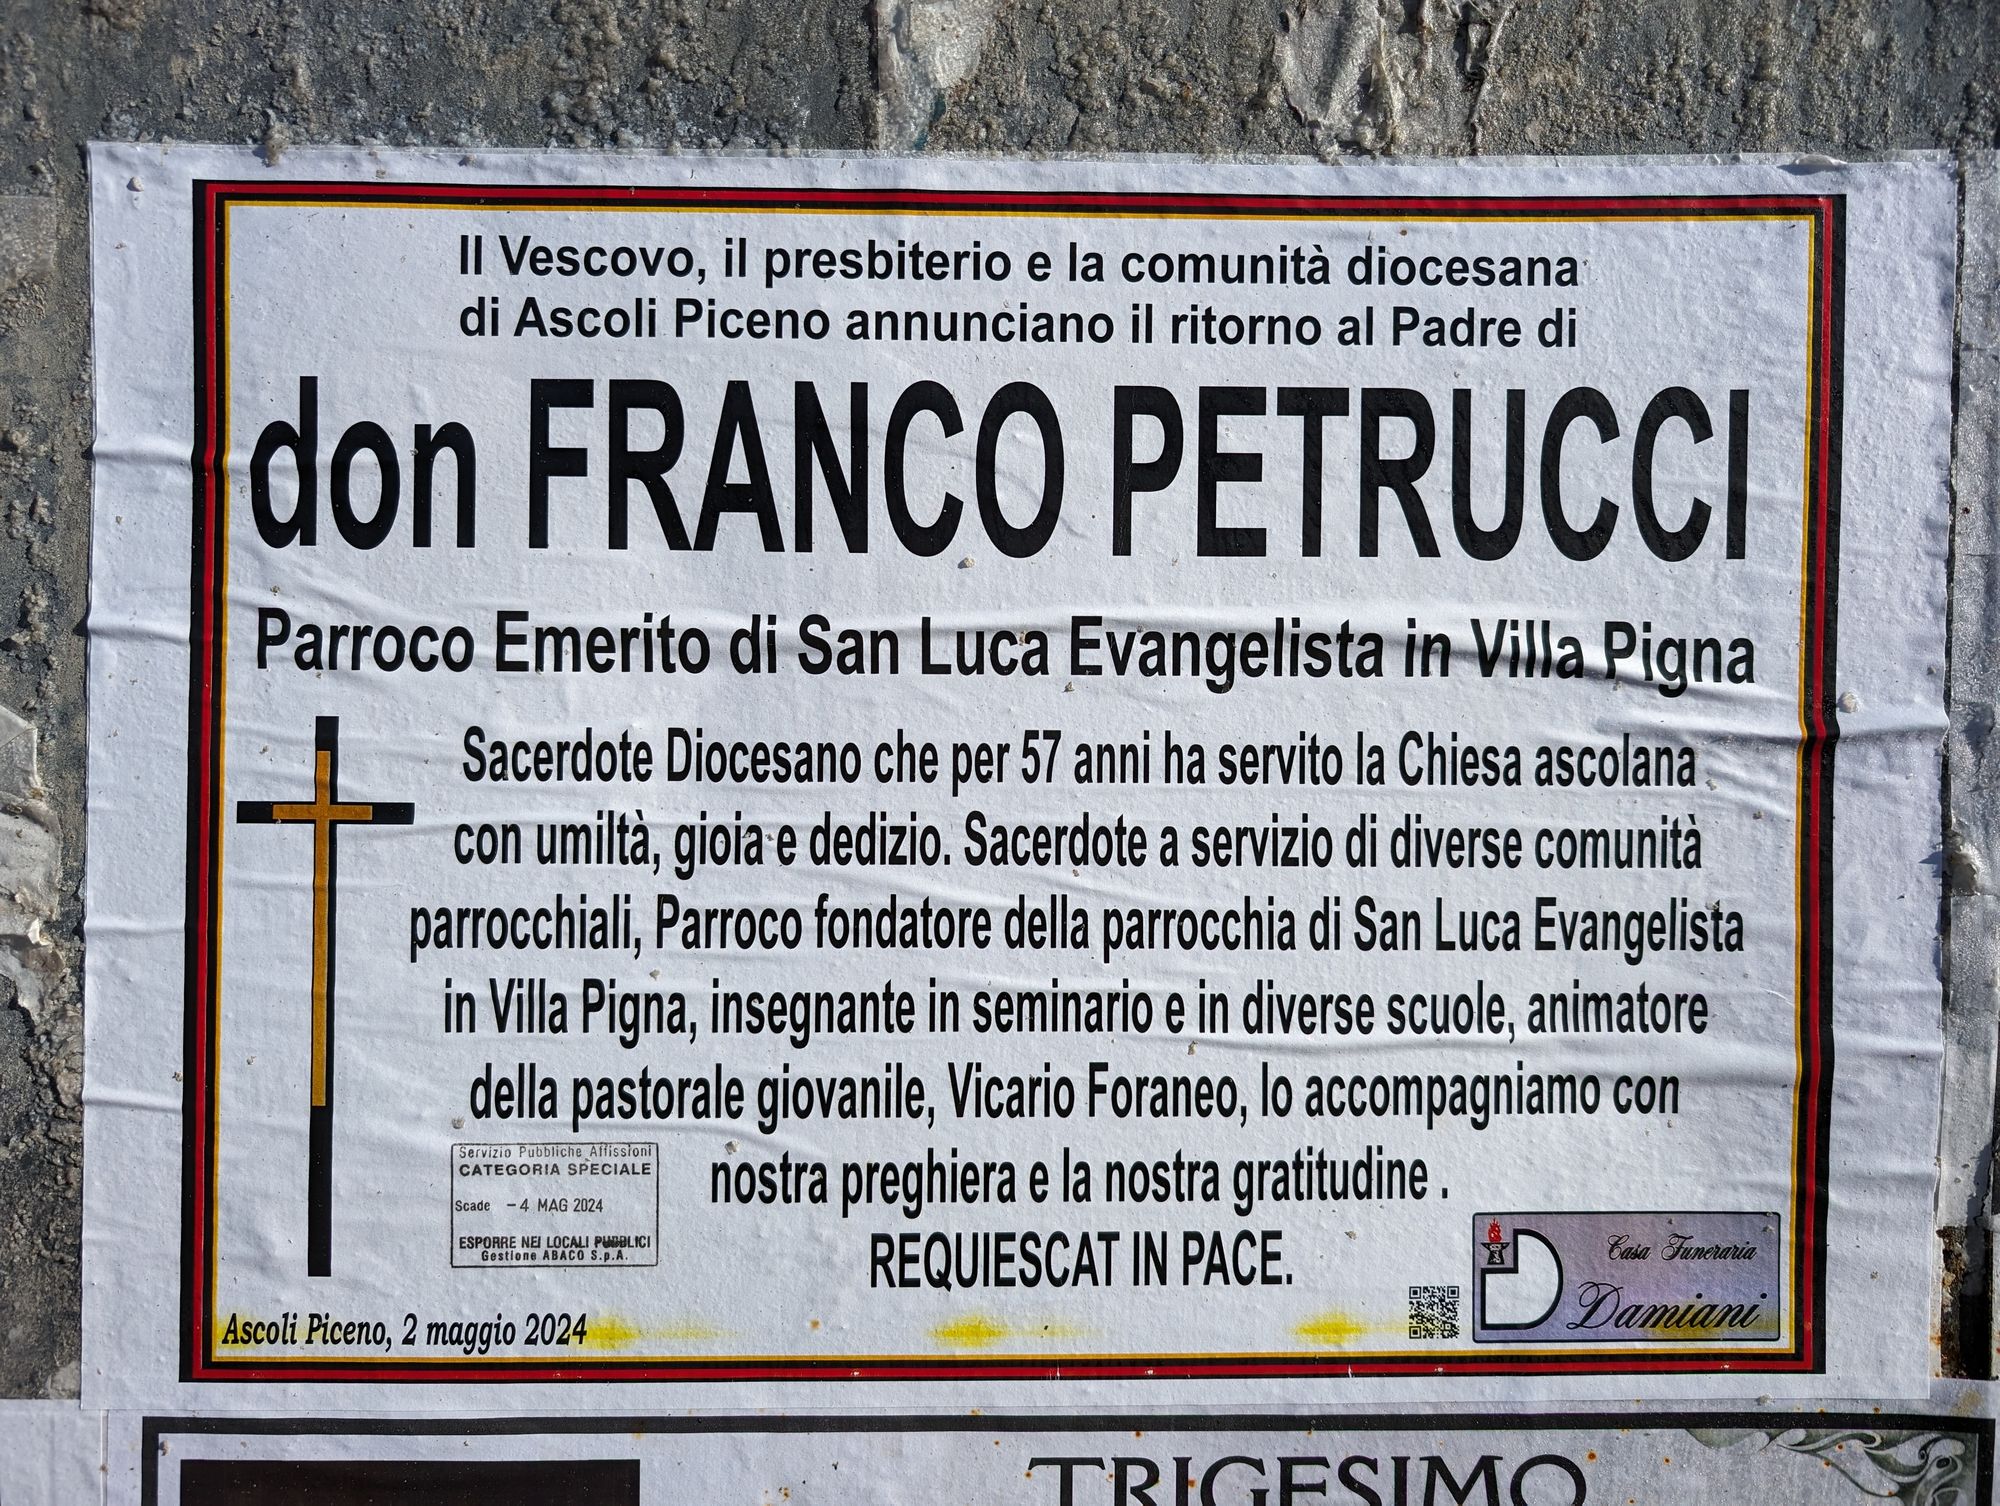 Il Vescovo, il presbiterio e la comunità diocesana
di Ascoli Piceno annunciano il ritorno al Padre di
don FRANCO PETRUCCI
Parroco Emerito di San Luca Evangelista in Villa Pigna
Sacerdote Diocesano che per 57 anni ha servito la Chiesa ascolana
con umiltà, gioia e dedizio. Sacerdote a servizio di diverse comunità
parrocchiali, Parroco fondatore della parrocchia di San Luca Evangelista
in Villa Pigna, insegnante in seminario e in diverse scuole, animatore
della pastorale giovanile, Vicario Foraneo, lo accompagniamo con
nostra preghiera e la nostra gratitudine .
REQUIESCAT IN PACE.
Servizio Pubbliche Affissioni
CATEGORIA SPECIALE
Scade - 4 MAG 2024
ESPORRE NEI LOCALI PUBBLICI
Gestione ABACO S.p.A.
Ascoli Piceno, 2 maggio 2024
D
Casa Funeraria
Damiani
TRIGESIMO